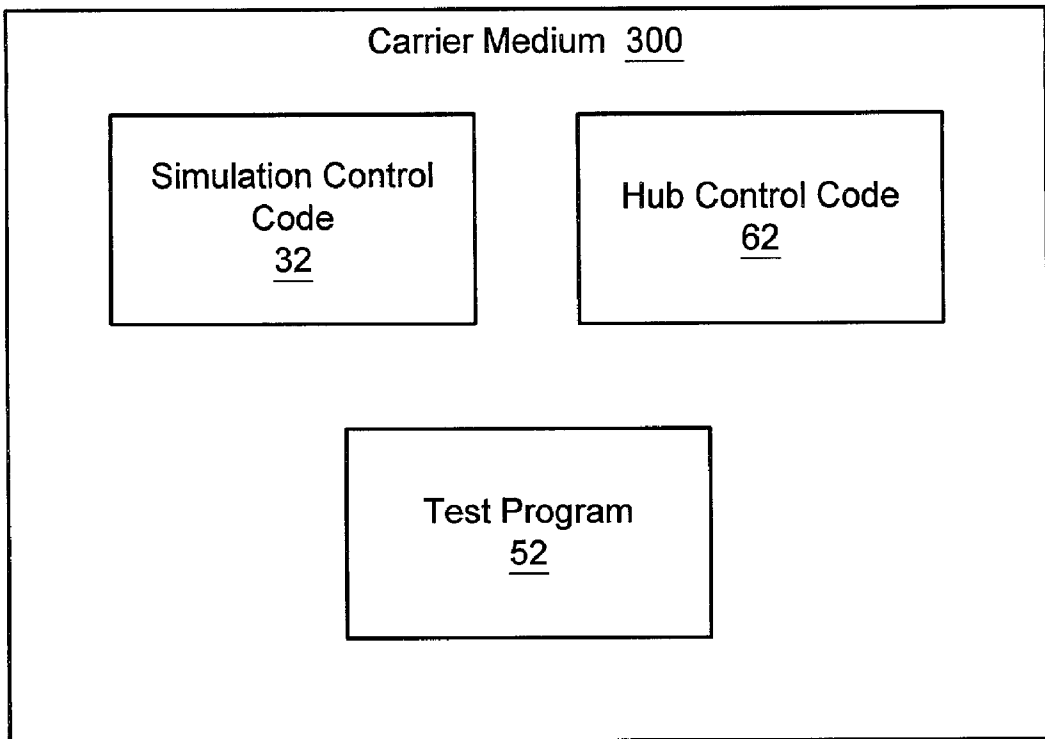 Carrier Medium 300
Simulation Control
Code
32
Hub Control Code
62
Test Program
52